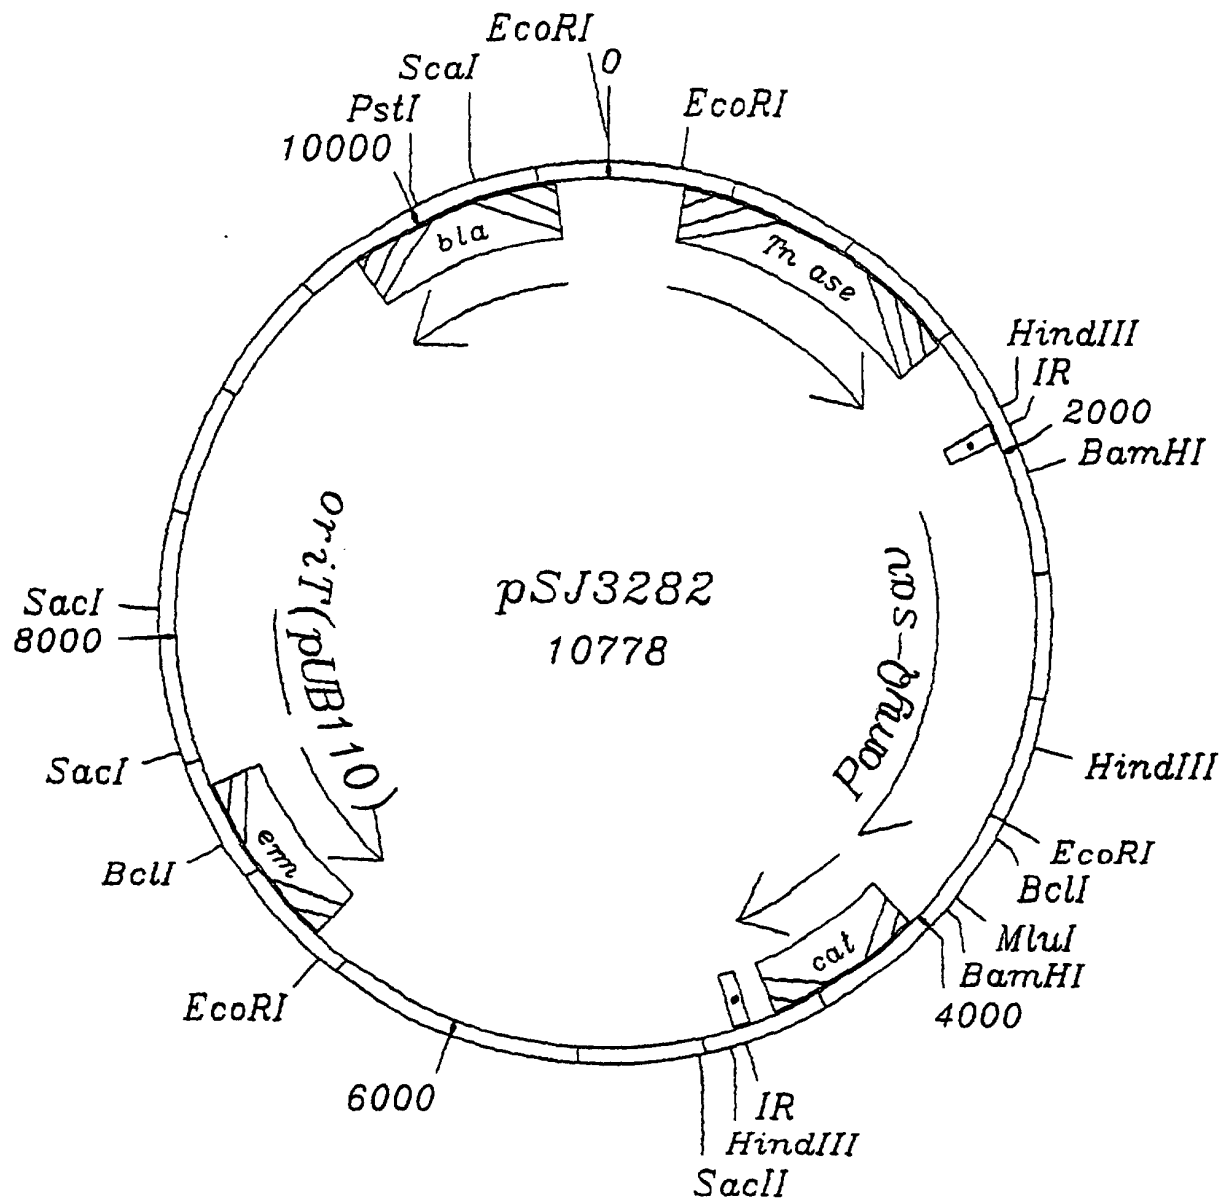 EcoRI
0
ScaI
EcoRI
PstI
10000
bla
Tn ase
HindIII
IR
2000
BamHI
oriT(pUB110)
PamyQ-sav
pSJ3282
10778
SacI
8000
SacI
HindIII
erm
BclI
EcoRI
BclI
MluI
cat
BamHI
4000
EcoRI
6000
IR
HindIII
SacII